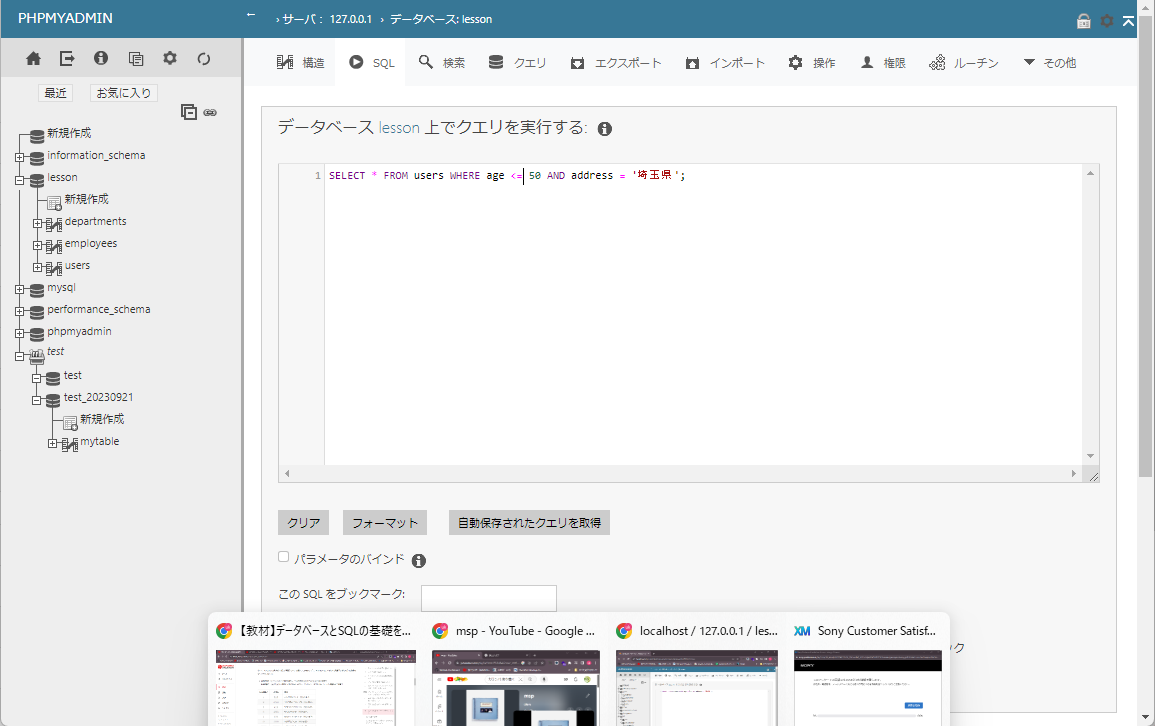 PHPMYADMIN
← › サーバ： 127.0.0.1 › データベース: lesson
構造 SQL 検索 クエリ エクスポート インポート 操作 権限 ルーチン その他
最近 お気に入り
新規作成
information_schema
lesson
新規作成
departments
employees
users
mysql
performance_schema
phpmyadmin
test
test
test_20230921
新規作成
mytable
データベース lesson 上でクエリを実行する:
1 SELECT * FROM users WHERE age <= 50 AND address = '埼玉県';
クリア フォーマット 自動保存されたクエリを取得
パラメータのバインド
この SQL をブックマーク:
ック
【教材】データベースとSQLの基礎を...
msp - YouTube - Google ...
localhost / 127.0.0.1 / les...
XM Sony Customer Satisf...
msp
SONY